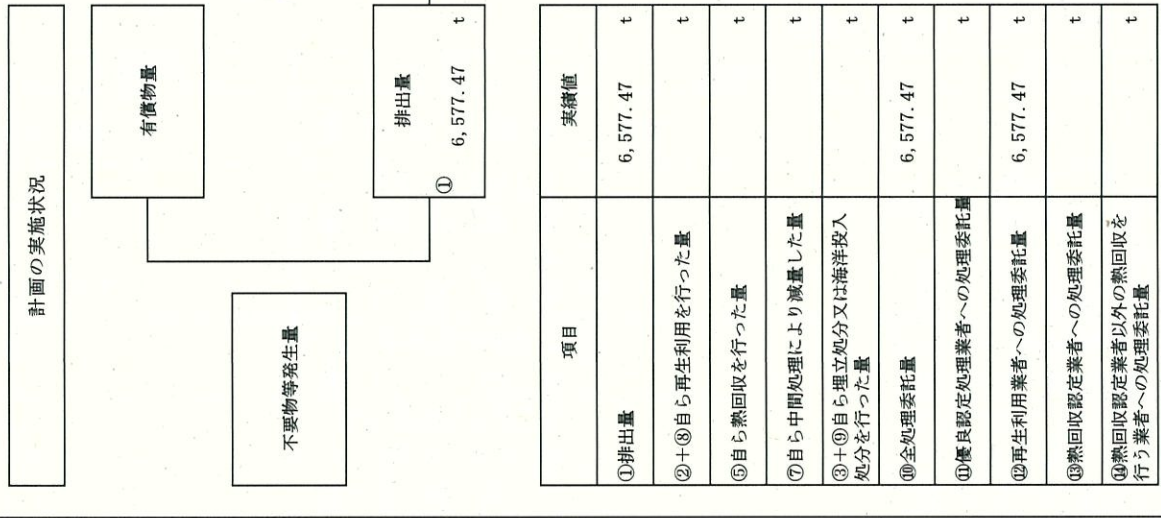 計画の実施状況
不要物等発生量
有償物量
排出量
①
6,577.47 t
項目 実績値
①排出量 6,577.47 t
②+⑧自ら再生利用を行った量 t
⑤自ら熱回収を行った量 t
⑦自ら中間処理により減量した量 t
③+⑨自ら埋立処分又は海洋投入
処分を行った量 t
⑩全処理委託量 6,577.47 t
⑪優良認定処理業者への処理委託量 t
⑫再生利用業者への処理委託量 6,577.47 t
⑬熱回収認定業者への処理委託量 t
⑭熱回収認定業者以外の熱回収を
行う業者への処理委託量 t